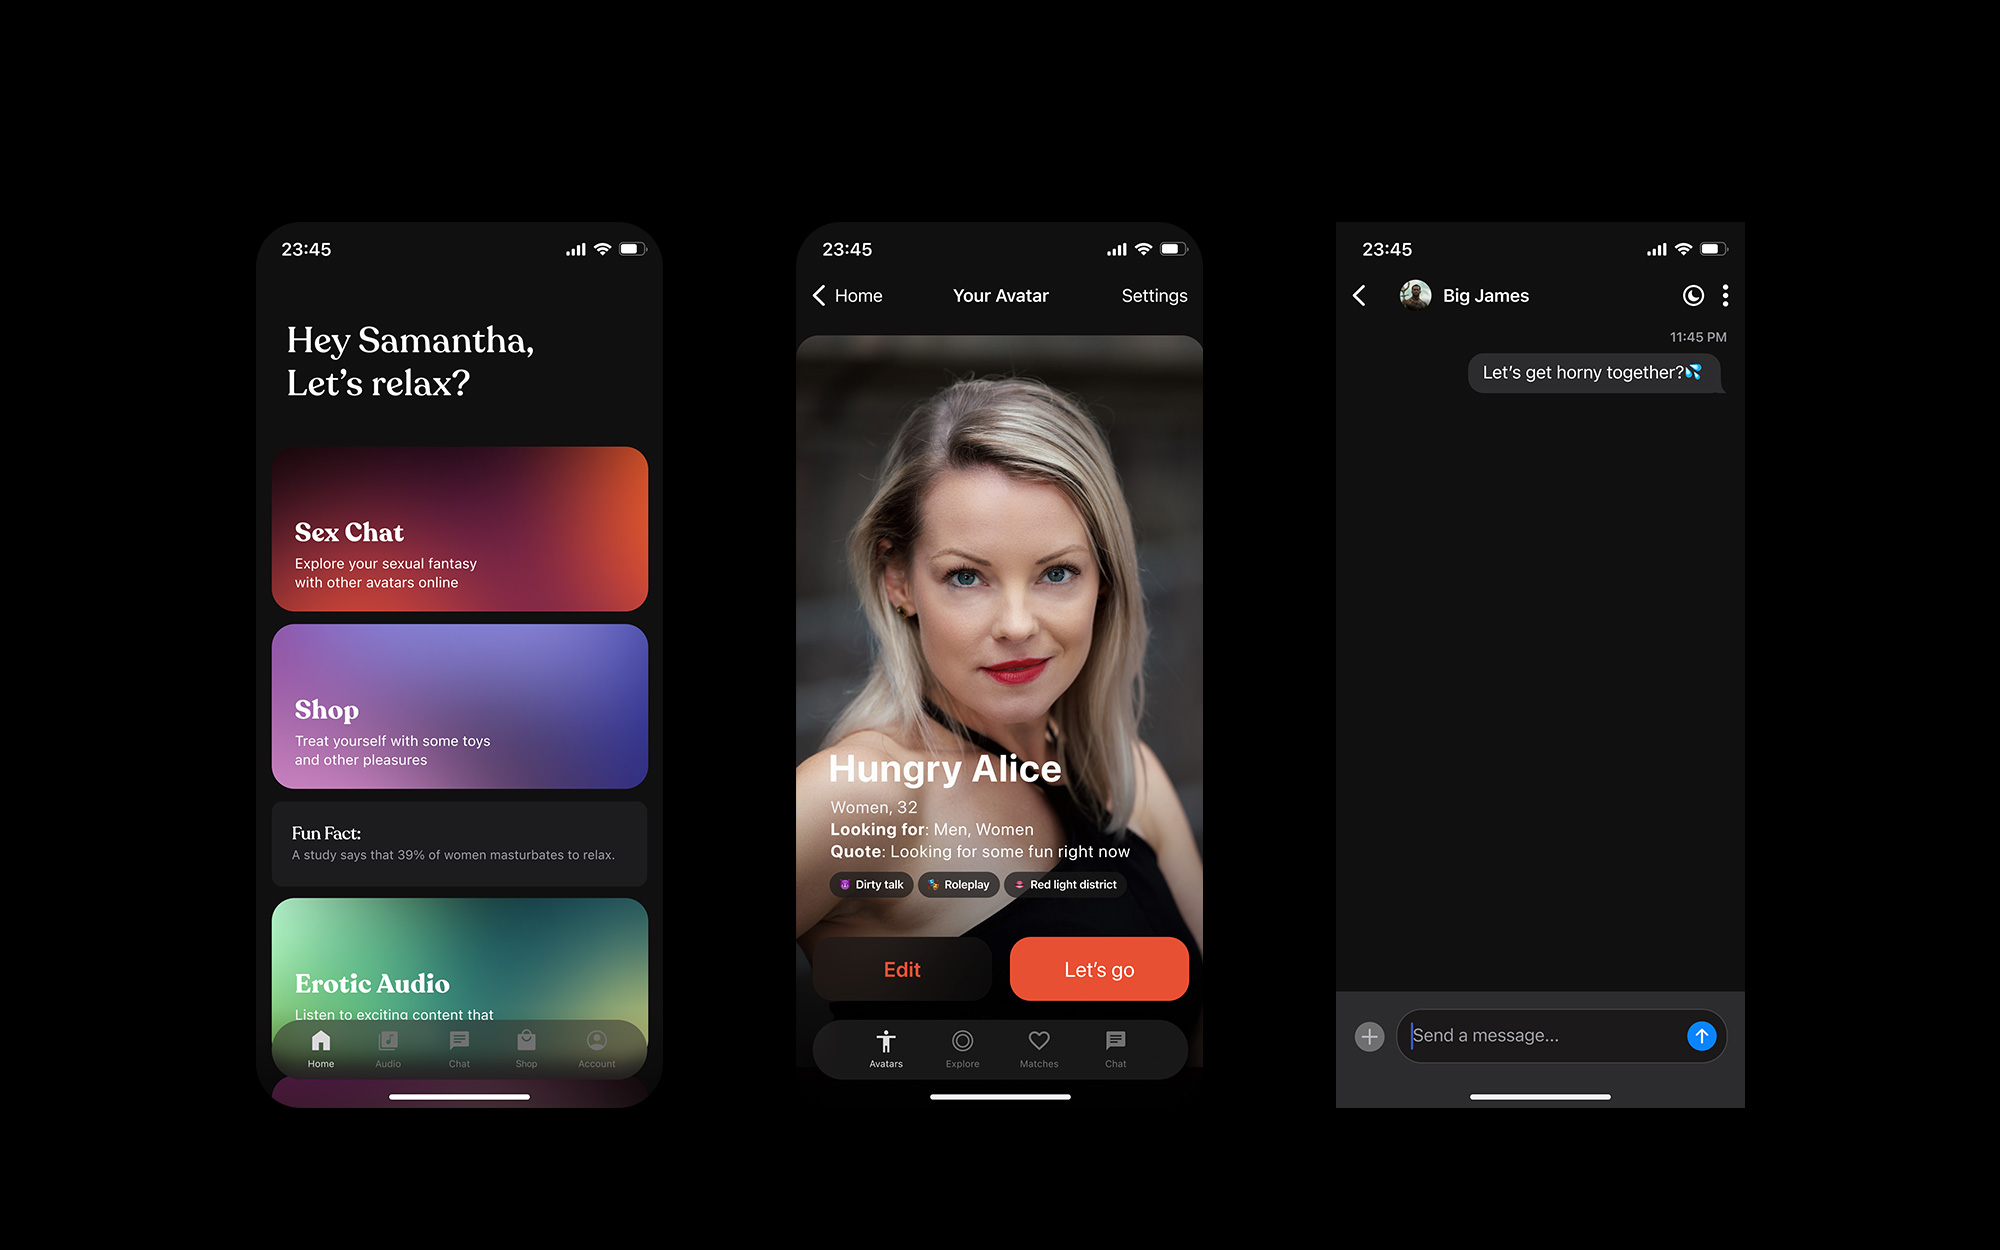 23:45
Hey Samantha,
Let's relax?
Sex Chat
Explore your sexual fantasy
with other avatars online
Shop
Treat yourself with some toys
and other pleasures
Fun Fact:
A study says that 39% of women masturbates to relax.
Erotic Audio
Listen to exciting content that
Home
Audio
Chat
Shop
Account
23:45
Home
Your Avatar
Settings
Hungry Alice
Women, 32
Looking for: Men, Women
Quote: Looking for some fun right now
😈 Dirty talk
🎭 Roleplay
👄 Red light district
Edit
Let's go
Avatars
Explore
Matches
Chat
23:45
Big James
11:45 PM
Let's get horny together?💦
Send a message...